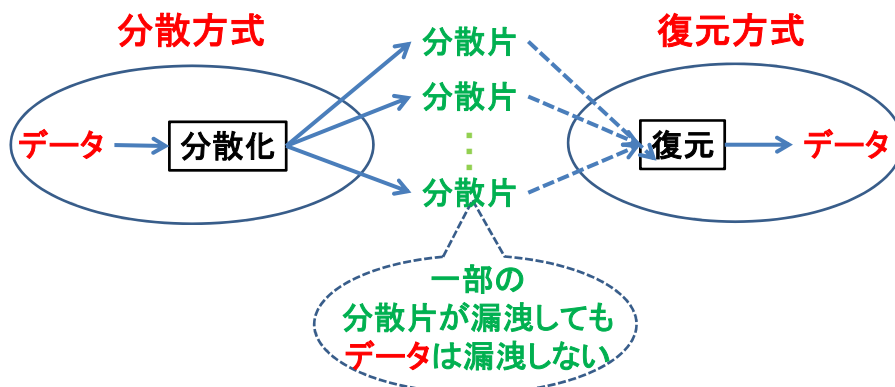 分散方式
復元方式
データ
分散化
分散片
分散片
分散片
復元
データ
一部の
分散片が漏洩しても
データは漏洩しない